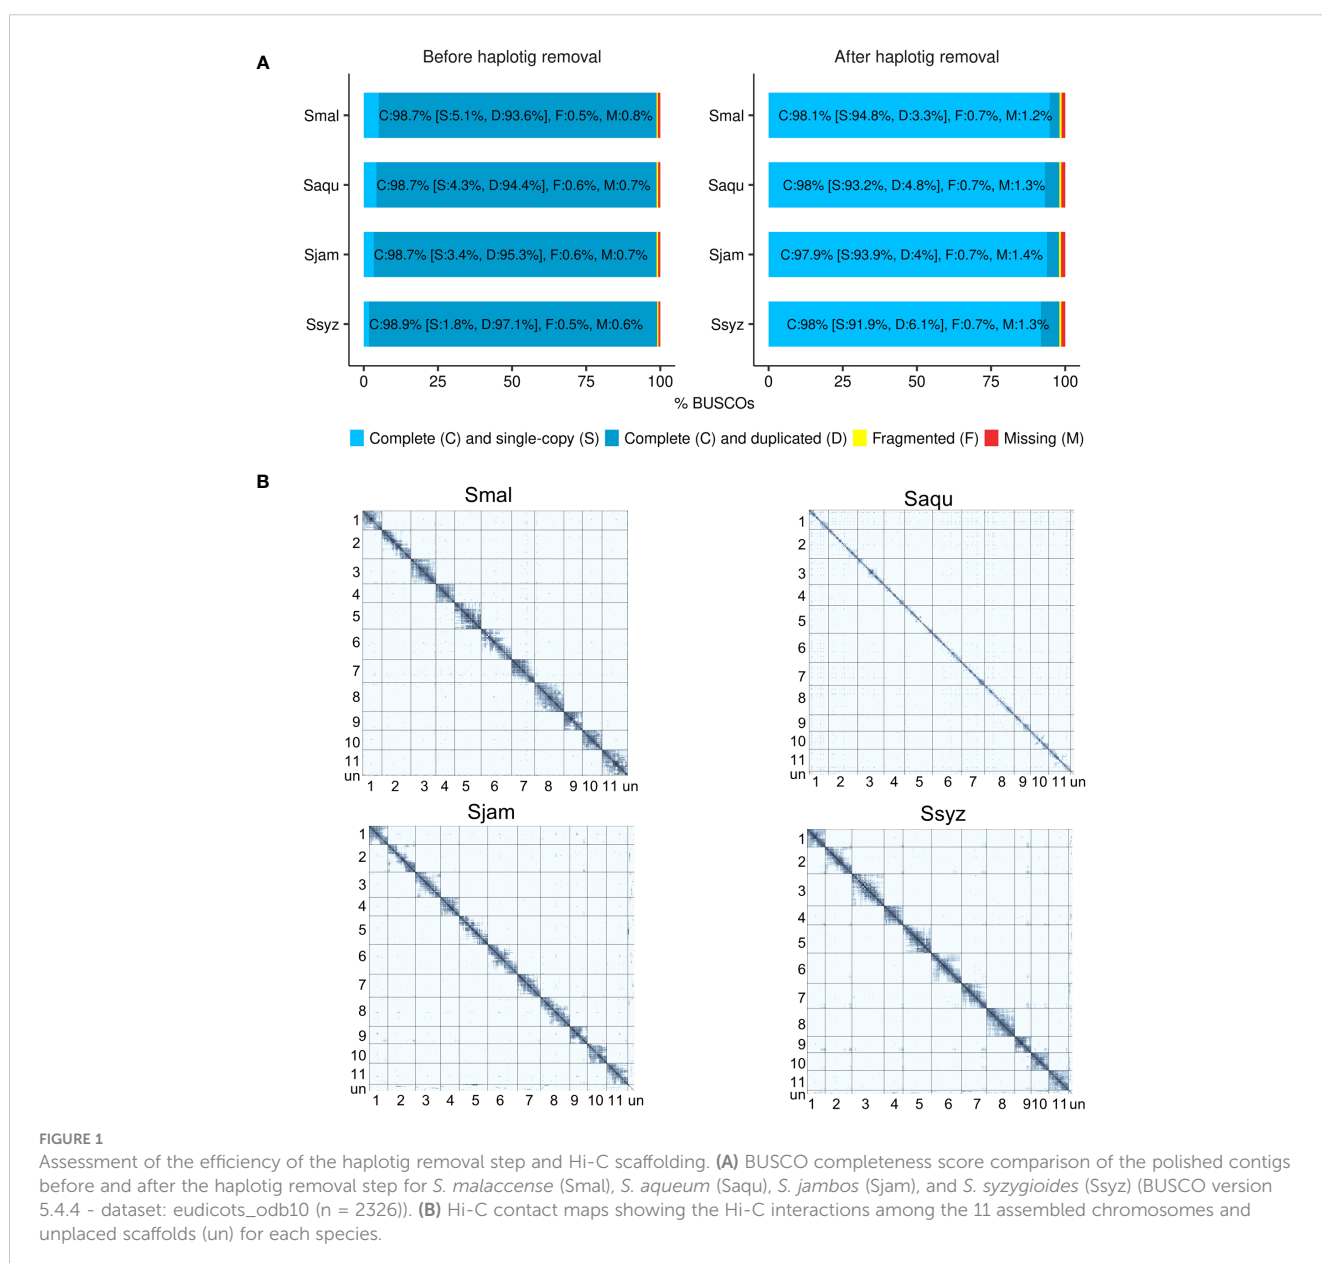 A
Before haplotig removal
After haplotig removal
Smal
C:98.7% [S:5.1%, D:93.6%], F:0.5%, M:0.8%
Smal
C:98.1% [S:94.8%, D:3.3%], F:0.7%, M:1.2%
Saqu
C:98.7% [S:4.3%, D:94.4%], F:0.6%, M:0.7%
Saqu
C:98% [S:93.2%, D:4.8%], F:0.7%, M:1.3%
Sjam
C:98.7% [S:3.4%, D:95.3%], F:0.6%, M:0.7%
Sjam
C:97.9% [S:93.9%, D:4%], F:0.7%, M:1.4%
Ssyz
C:98.9% [S:1.8%, D:97.1%], F:0.5%, M:0.6%
Ssyz
C:98% [S:91.9%, D:6.1%], F:0.7%, M:1.3%
0 25 50 75 100
0 25 50 75 100
% BUSCOs
Complete (C) and single-copy (S) Complete (C) and duplicated (D) Fragmented (F) Missing (M)
B
Smal
1
2
3
4
5
6
7
8
9
10
11
un
1 2 3 4 5 6 7 8 9 10 11 un
Saqu
1
2
3
4
5
6
7
8
9
10
11
un
1 2 3 4 5 6 7 8 9 10 11 un
Sjam
1
2
3
4
5
6
7
8
9
10
11
un
1 2 3 4 5 6 7 8 9 10 11 un
Ssyz
1
2
3
4
5
6
7
8
9
10
11
un
1 2 3 4 5 6 7 8 9 10 11 un
FIGURE 1
Assessment of the efficiency of the haplotig removal step and Hi-C scaffolding. (A) BUSCO completeness score comparison of the polished contigs
before and after the haplotig removal step for S. malaccense (Smal), S. aqueum (Saqu), S. jambos (Sjam), and S. syzygioides (Ssyz) (BUSCO version
5.4.4 - dataset: eudicots_odb10 (n = 2326)). (B) Hi-C contact maps showing the Hi-C interactions among the 11 assembled chromosomes and
unplaced scaffolds (un) for each species.